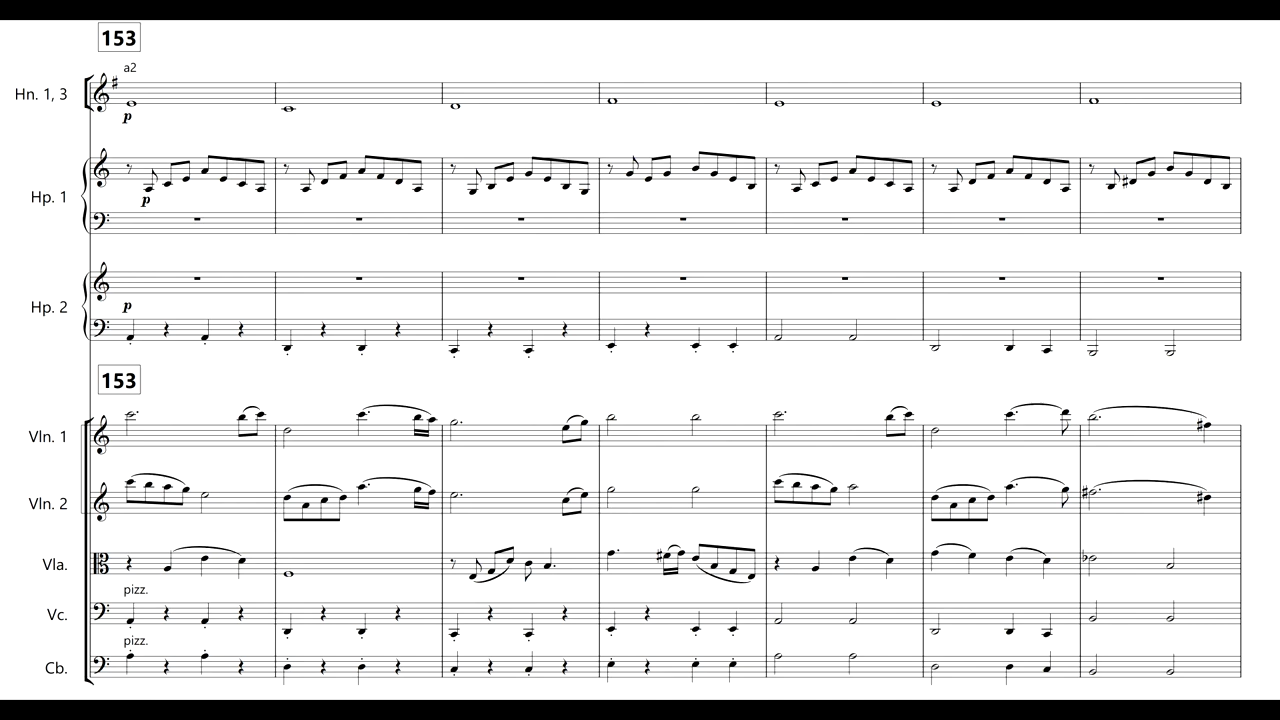 153
a2
Hn. 1, 3
p
Hp. 1
p
Hp. 2
p
153
Vln. 1
Vln. 2
Vla.
pizz.
Vc.
pizz.
Cb.